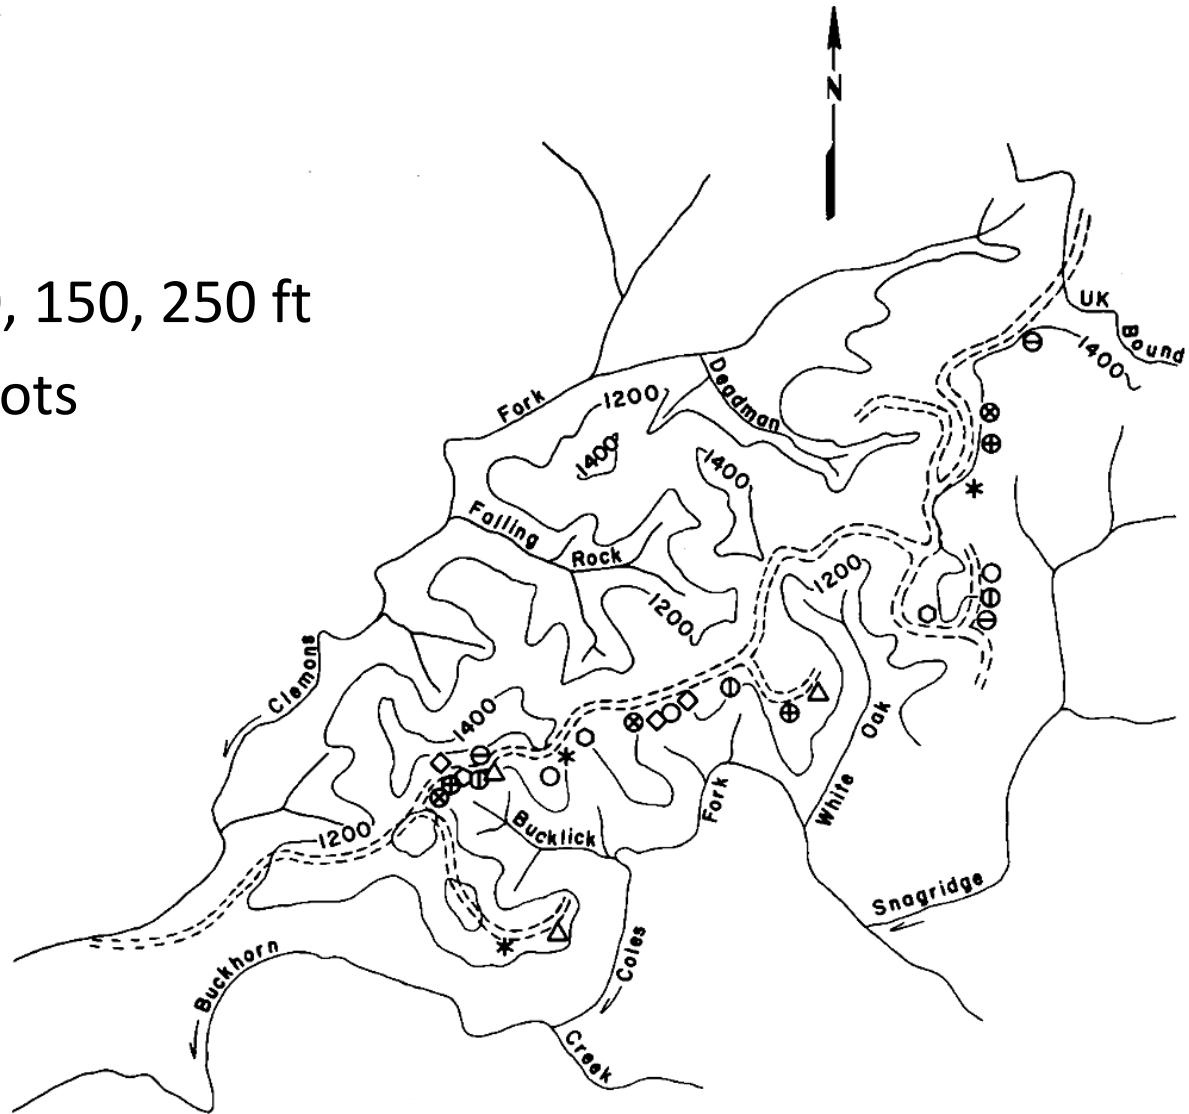 N
, 150, 250 ft
ots
UK
Bound
1400
Deadman
Fork
1200
1400
1400
Falling
Rock
1200
1200
Clemons
1400
Oak
White
Fork
Bucklick
1200
Snagridge
Coles
Buckhorn
Creek